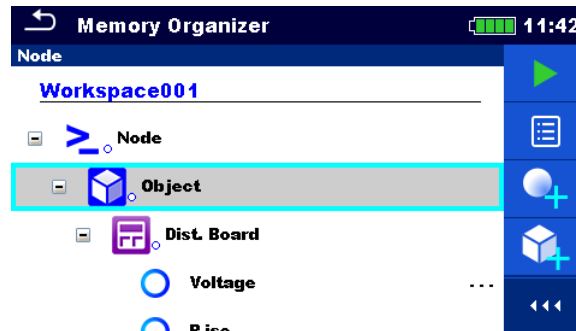 Memory Organizer 11:42
Node
Workspace001
Node
Object
Dist. Board
Voltage ...